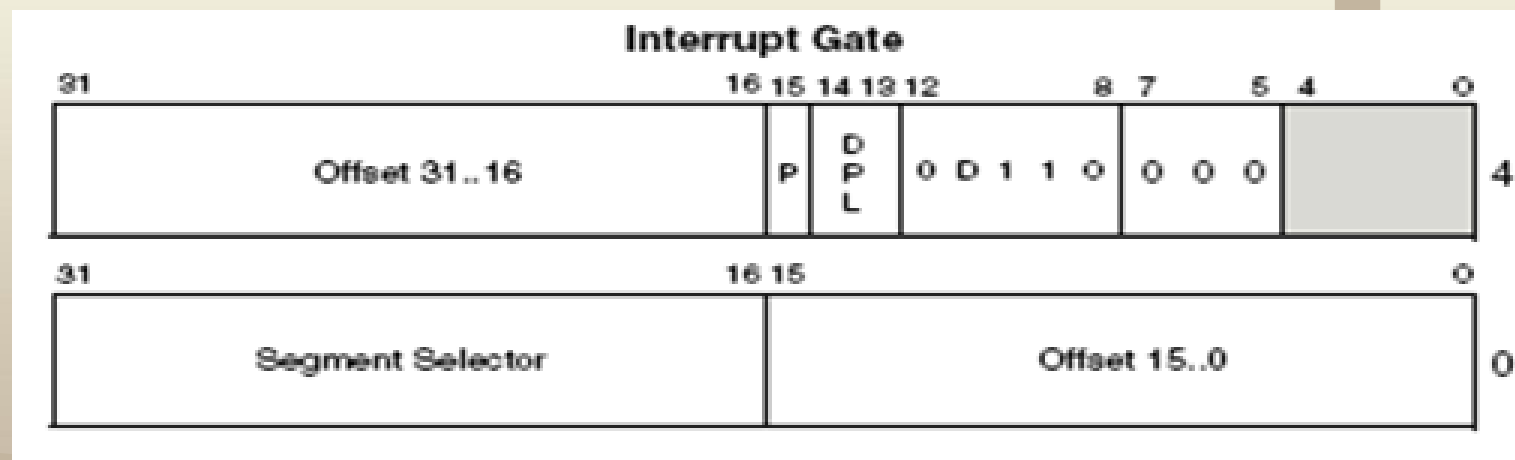 Interrupt Gate
31 16 15 14 13 12 8 7 5 4 0
Offset 31..16 P DPL 0 D 1 1 0 0 0 0 4
31 16 15 0
Segment Selector Offset 15..0 0